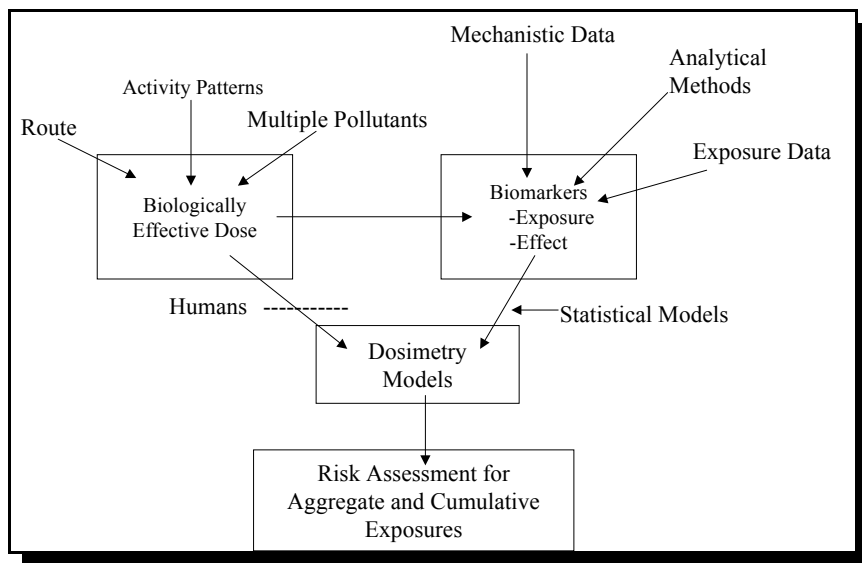 Mechanistic Data
Analytical
Methods
Activity Patterns
Multiple Pollutants
Route
Exposure Data
Biologically
Effective Dose
Biomarkers
-Exposure
-Effect
Humans
Statistical Models
Dosimetry
Models
Risk Assessment for
Aggregate and Cumulative
Exposures